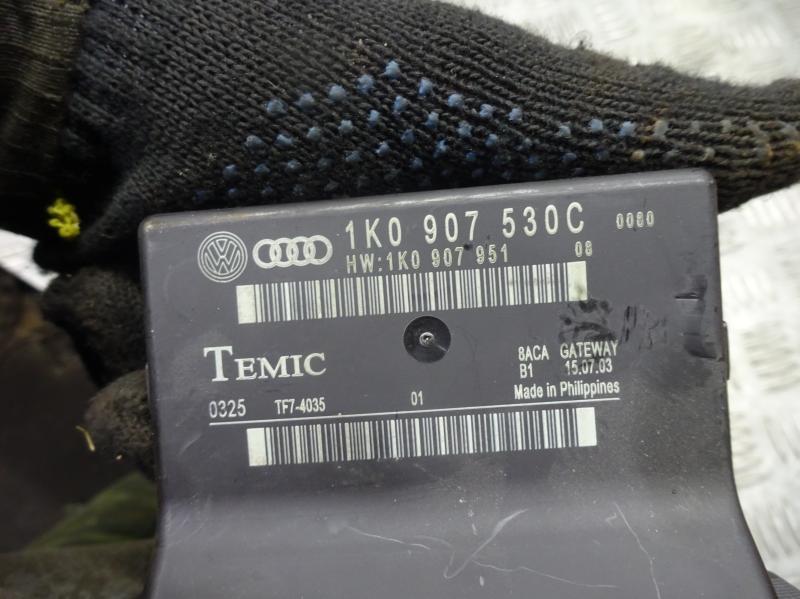 1K0 907 530C 0080
HW:1K0 907 951 08
TEMIC
8ACA GATEWAY
B1 15.07.03
Made in Philippines
0325 TF7-4035 01